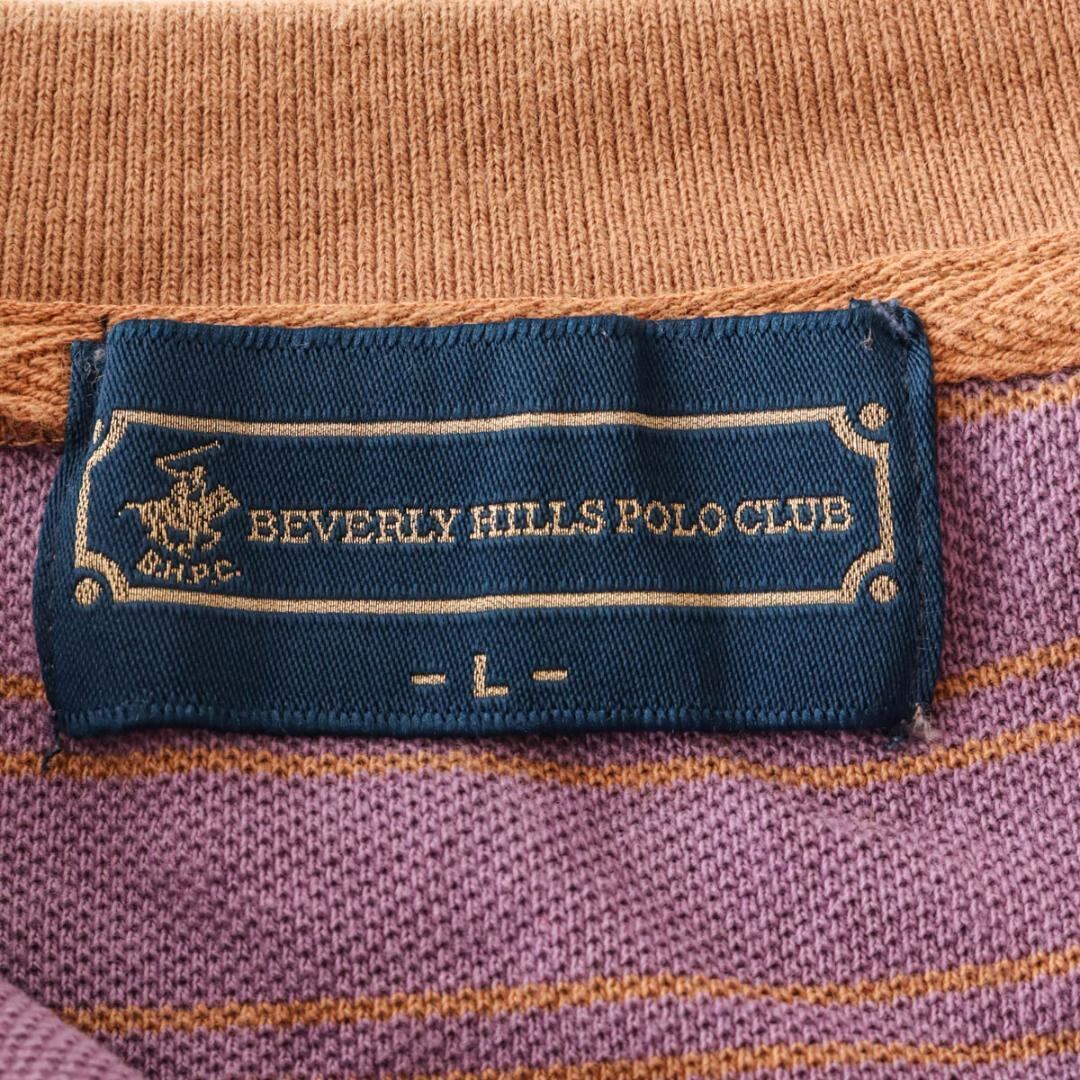 BEVERLY HILLS POLO CLUB
B.H.P.C.
- L -